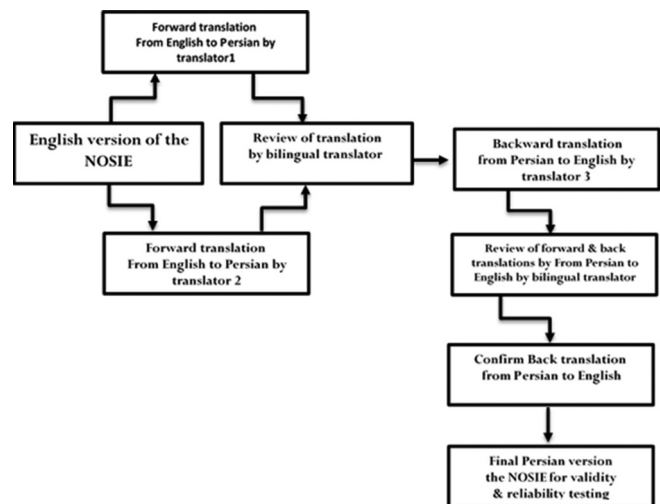 Forward translation
From English to Persian by
translator1
English version of the
NOSIE
Review of translation
by bilingual translator
Forward translation
From English to Persian by
translator 2
Backward translation
from Persian to English by
translator 3
Review of forward & back
translations by From Persian to
English by bilingual translator
Confirm Back translation
from Persian to English
Final Persian version
the NOSIE for validity
& reliability testing